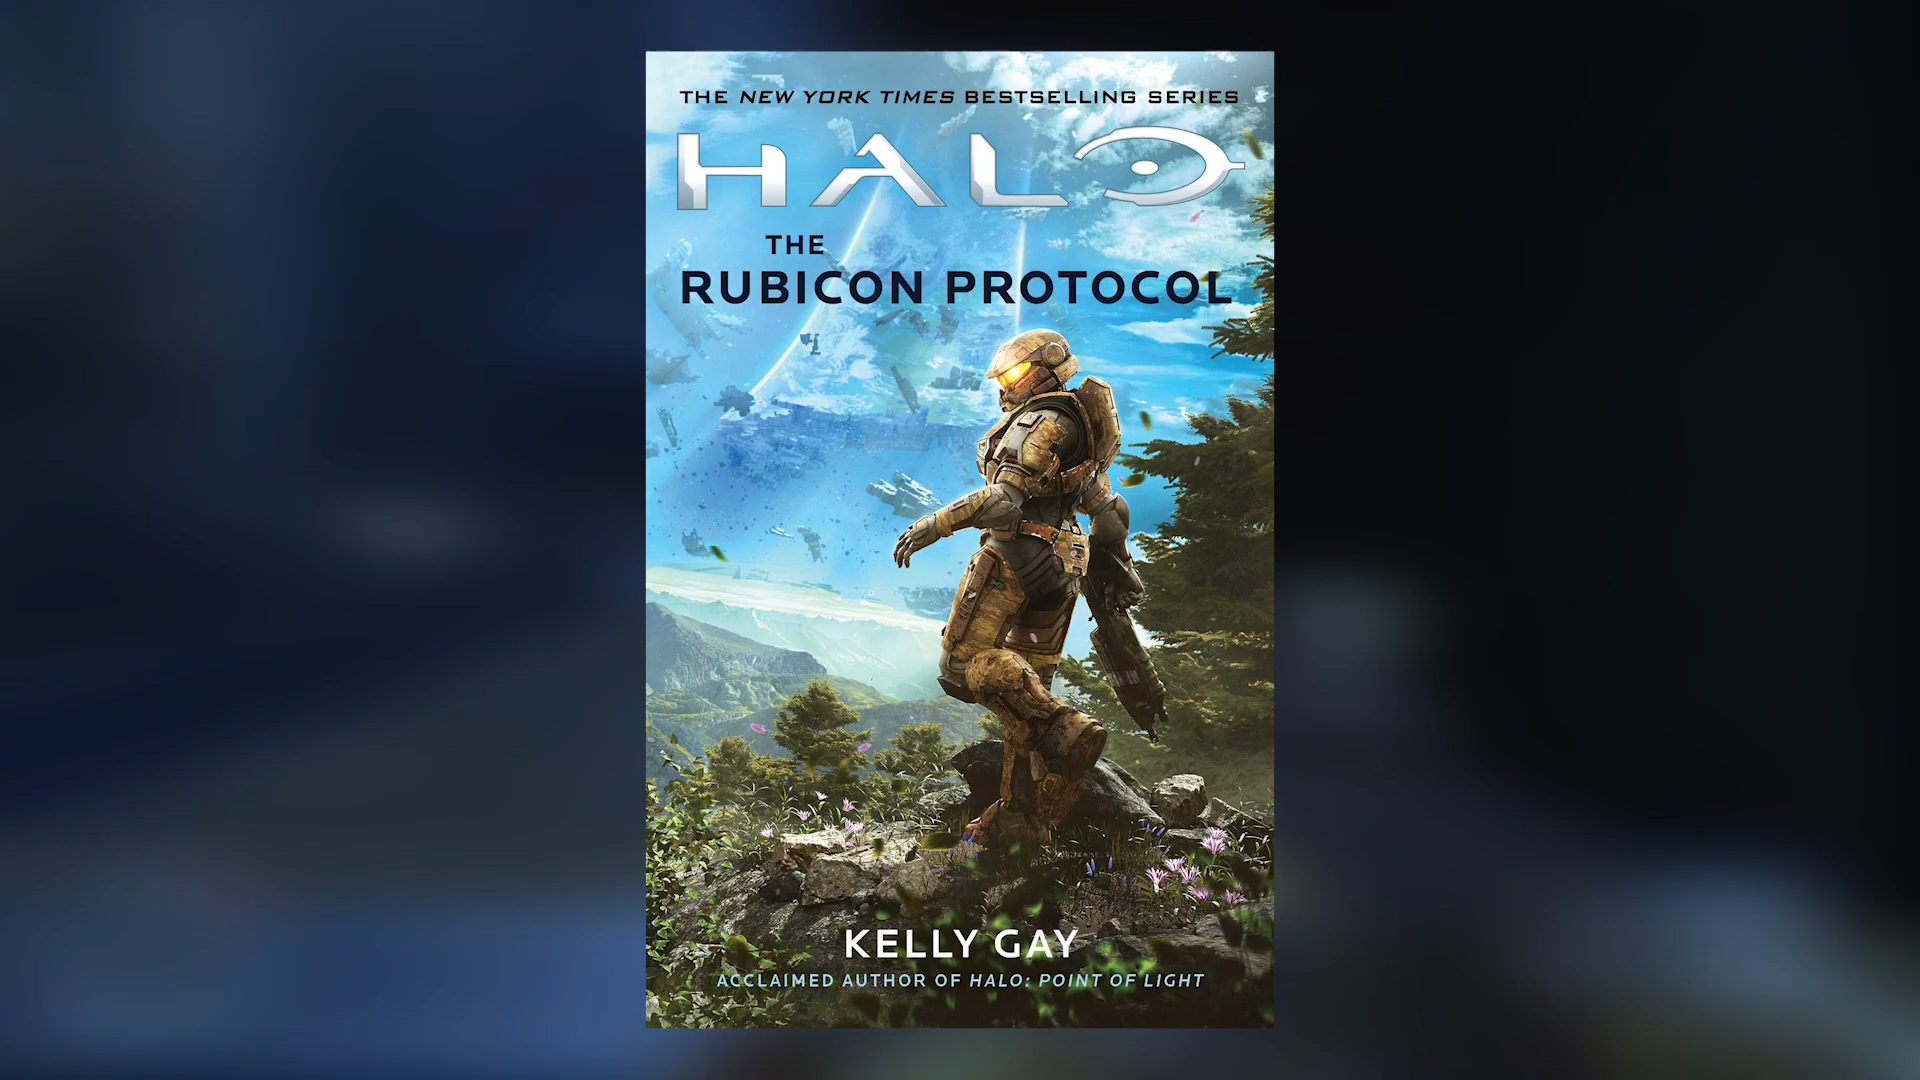 THE NEW YORK TIMES BESTSELLING SERIES
HALO
THE
RUBICON PROTOCOL
KELLY GAY
ACCLAIMED AUTHOR OF HALO: POINT OF LIGHT